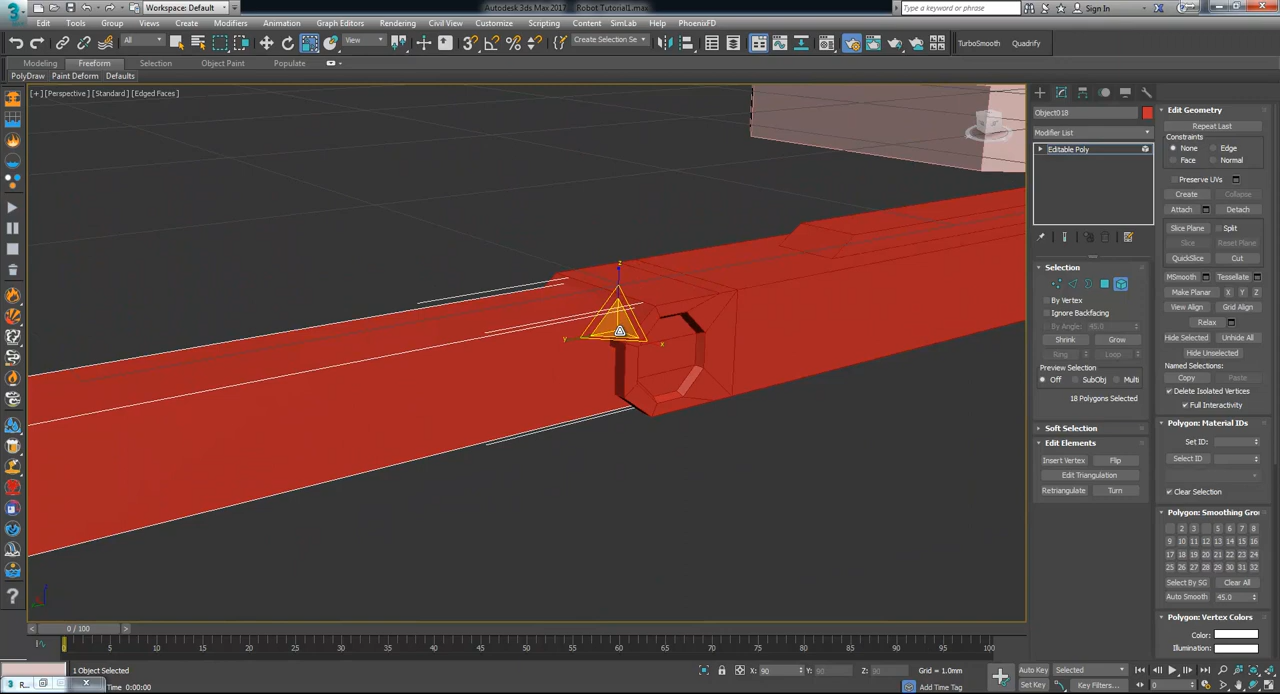 Workspace: Default
Autodesk 3ds Max 2017    Robot Tutorial1.max
Type a keyword or phrase
Sign In
Edit Tools Group Views Create Modifiers Animation Graph Editors Rendering Civil View Customize Scripting Content SimLab Help PhoenixFD
All
View
Create Selection Se
TurboSmooth Quadrify
Modeling Freeform Selection Object Paint Populate
PolyDraw Paint Deform Defaults
[+] [Perspective] [Standard] [Edged Faces]
z
y
x
Object018
Modifier List
Editable Poly
Selection
By Vertex
Ignore Backfacing
By Angle: 45.0
Shrink Grow
Ring Loop
Preview Selection
Off SubObj Multi
18 Polygons Selected
Soft Selection
Edit Elements
Insert Vertex Flip
Edit Triangulation
Retriangulate Turn
Edit Geometry
Repeat Last
Constraints
None Edge
Face Normal
Preserve UVs
Create Collapse
Attach Detach
Slice Plane Split
Slice Reset Plane
QuickSlice Cut
MSmooth Tessellate
Make Planar X Y Z
View Align Grid Align
Relax
Hide Selected Unhide All
Hide Unselected
Named Selections:
Copy Paste
Delete Isolated Vertices
Full Interactivity
Polygon: Material IDs
Set ID:
Select ID
Clear Selection
Polygon: Smoothing Gro
2 3 5 6 7 8
9 10 11 12 13 14 15 16
17 18 19 20 21 22 23 24
25 26 27 28 29 30 31 32
Select By SG Clear All
Auto Smooth 45.0
Polygon: Vertex Colors
Color:
Illumination:
0 / 100
5 10 15 20 25 30 35 40 45 50 55 60 65 70 75 80 85 90 95 100
1 Object Selected
X: 90 Y: 90 Z: 90 Grid = 1.0mm
Auto Key Selected
R...
Time 0:00:00
Add Time Tag
Set Key Key Filters...
0